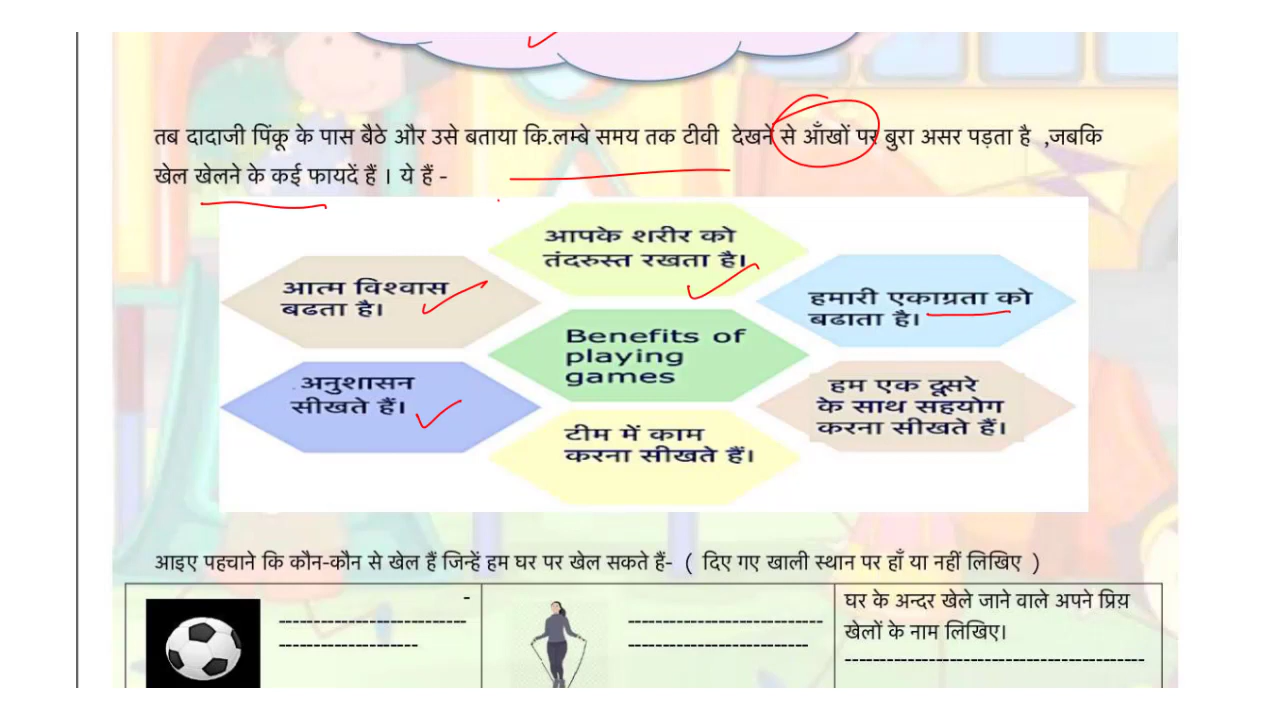 तब दादाजी पिंकू के पास बैठे और उसे बताया कि.लम्बे समय तक टीवी देखने से आँखों पर बुरा असर पड़ता है ,जबकि
खेल खेलने के कई फायदें हैं । ये हैं -
आपके शरीर को
तंदरुस्त रखता है।
आत्म विश्वास
बढता है।
हमारी एकाग्रता को
बढाता है।
Benefits of
playing
games
अनुशासन
सीखते हैं।
हम एक दूसरे
के साथ सहयोग
करना सीखते हैं।
टीम में काम
करना सीखते हैं।
आइए पहचाने कि कौन-कौन से खेल हैं जिन्हें हम घर पर खेल सकते हैं- ( दिए गए खाली स्थान पर हाँ या नहीं लिखिए )
घर के अन्दर खेले जाने वाले अपने प्रिय़
खेलों के नाम लिखिए।